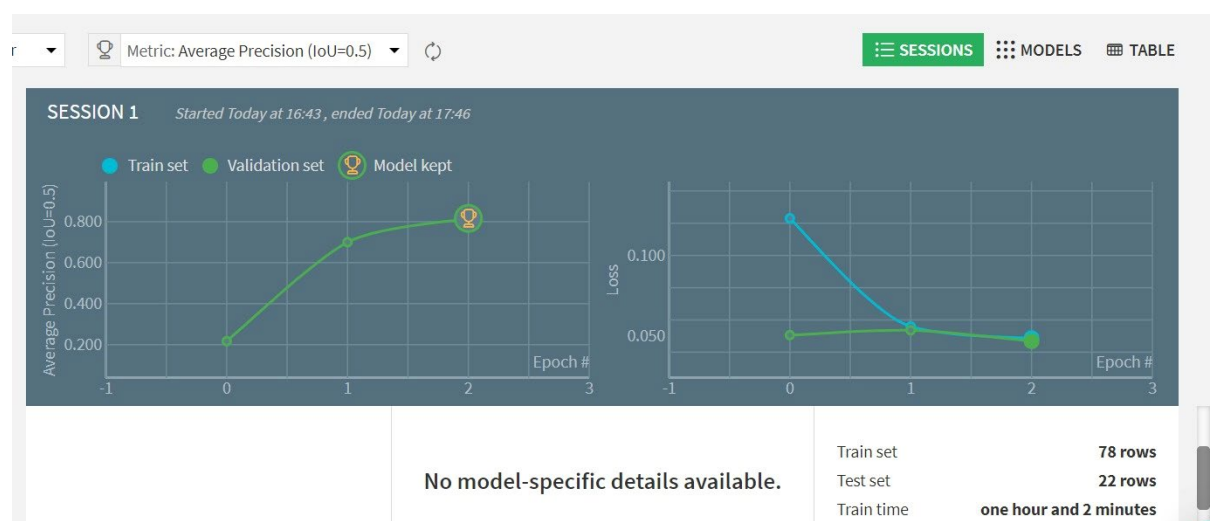 r
Metric: Average Precision (IoU=0.5)
SESSIONS
MODELS
TABLE
SESSION 1 Started Today at 16:43 , ended Today at 17:46
Train set Validation set Model kept
Average Precision (IoU=0.5)
0.800
0.600
0.400
0.200
Epoch #
-1 0 1 2 3
Loss
0.100
0.050
Epoch #
-1 0 1 2 3
No model-specific details available.
Train set 78 rows
Test set 22 rows
Train time one hour and 2 minutes